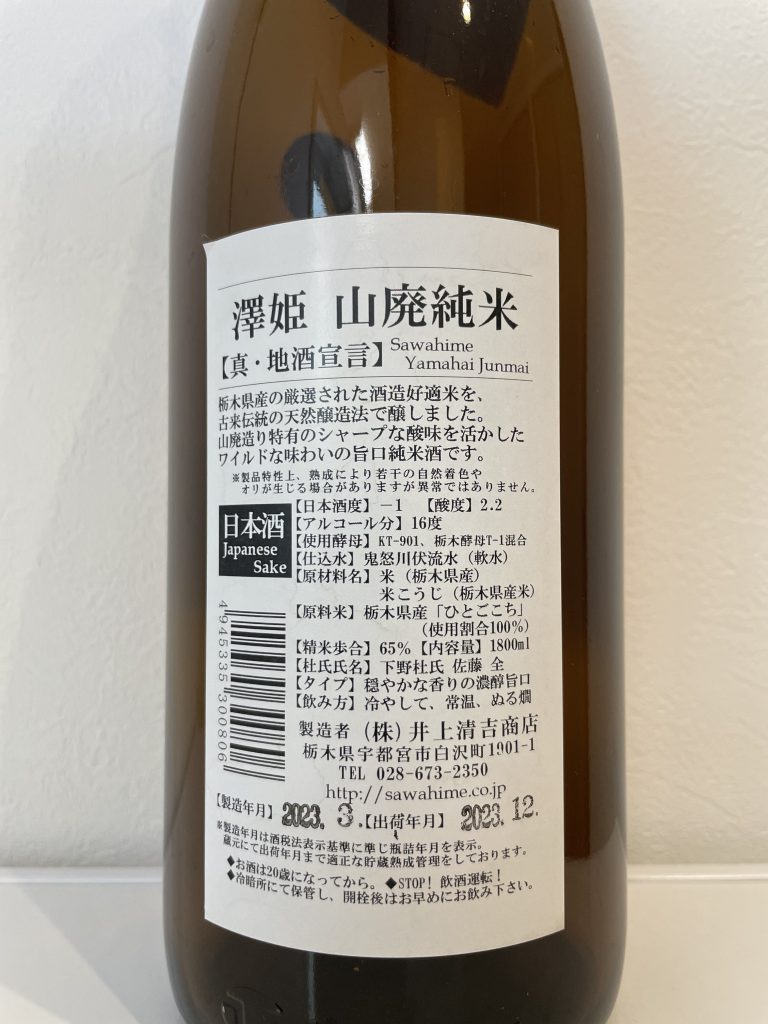 澤姫 山廃純米
【真・地酒宣言】Sawahime
Yamahai Junmai
栃木県産の厳選された酒造好適米を、
古来伝統の天然醸造法で醸しました。
山廃造り特有のシャープな酸味を活かした
ワイルドな味わいの旨口純米酒です。
※製品特性上、熟成により若干の自然着色や
オリが生じる場合がありますが異常ではありません。
日本酒
Japanese
Sake
【日本酒度】−1 【酸度】2.2
【アルコール分】16度
【使用酵母】KT-901、栃木酵母T-1混合
【仕込水】鬼怒川伏流水（軟水）
【原材料名】米（栃木県産）
米こうじ（栃木県産米）
【原料米】栃木県産「ひとごこち」
（使用割合100%）
【精米歩合】65%【内容量】1800ml
【杜氏氏名】下野杜氏 佐藤 全
【タイプ】穏やかな香りの濃醇旨口
【飲み方】冷やして、常温、ぬる燗
4945335300806
製造者 (株)井上清吉商店
栃木県宇都宮市白沢町1901-1
TEL 028-673-2350
http://sawahime.co.jp
【製造年月】2023. 3.【出荷年月】2023. 12.
※製造年月は酒税法表示基準に準じ瓶詰年月を表示。
蔵元にて出荷年月まで適正な貯蔵熟成管理をしております。
◆お酒は20歳になってから。◆STOP! 飲酒運転!
◆冷暗所にて保管し、開栓後はお早めにお飲み下さい。